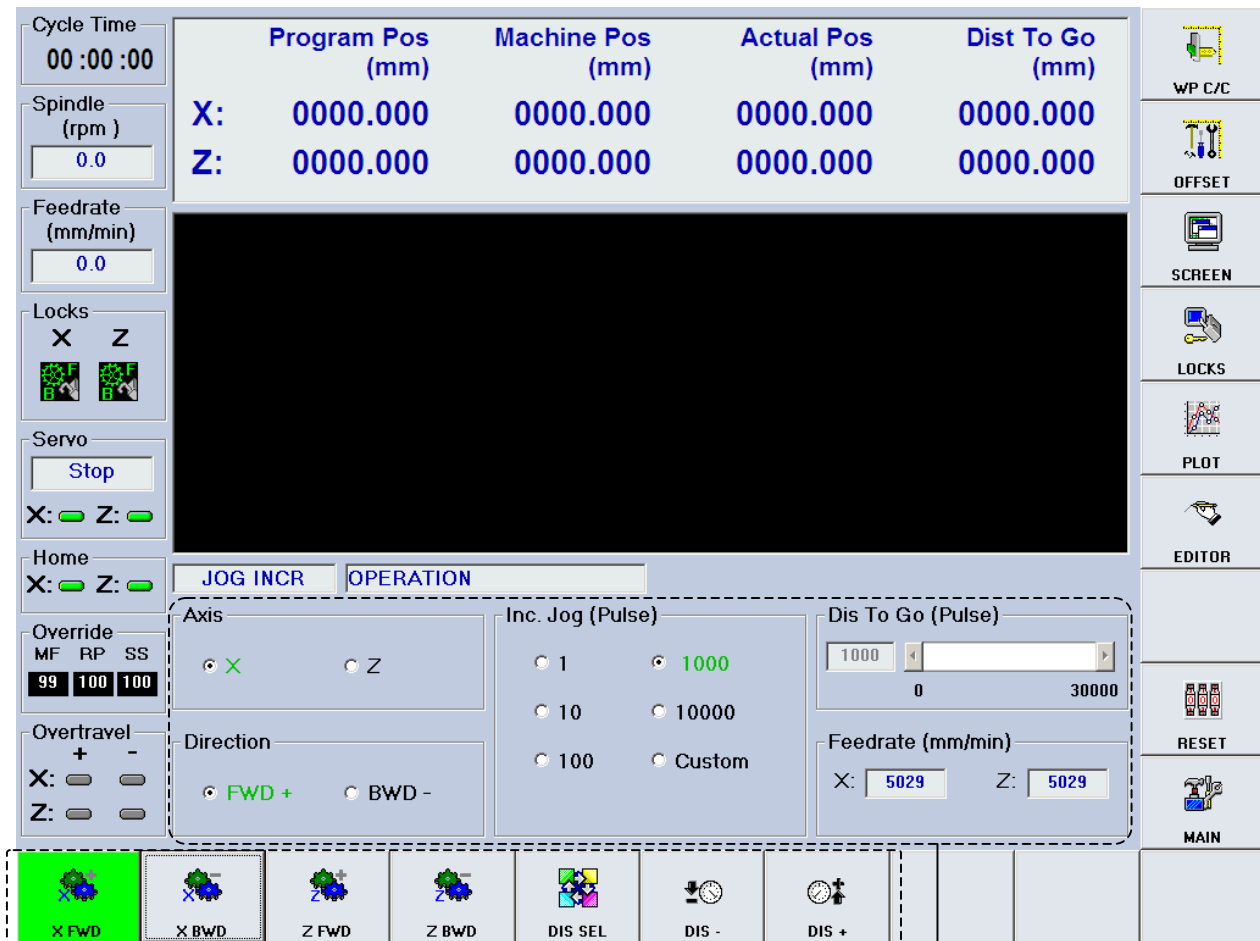 Cycle Time
00 :00 :00
Program Pos Machine Pos Actual Pos Dist To Go
(mm) (mm) (mm) (mm)
X: 0000.000 0000.000 0000.000 0000.000
Z: 0000.000 0000.000 0000.000 0000.000
Spindle
(rpm )
0.0
Feedrate
(mm/min)
0.0
Locks
X Z
F B F B
Servo
Stop
X: Z:
Home
X: Z:
Override
MF RP SS
99 100 100
Overtravel
+ -
X:
Z:
JOG INCR OPERATION
Axis
X Z
Direction
FWD + BWD -
Inc. Jog (Pulse)
1 1000
10 10000
100 Custom
Dis To Go (Pulse)
1000
0 30000
Feedrate (mm/min)
X: 5029 Z: 5029
WP C/C
OFFSET
SCREEN
LOCKS
PLOT
EDITOR
RESET
MAIN
X + X - Z + Z -
X FWD X BWD Z FWD Z BWD DIS SEL DIS - DIS +